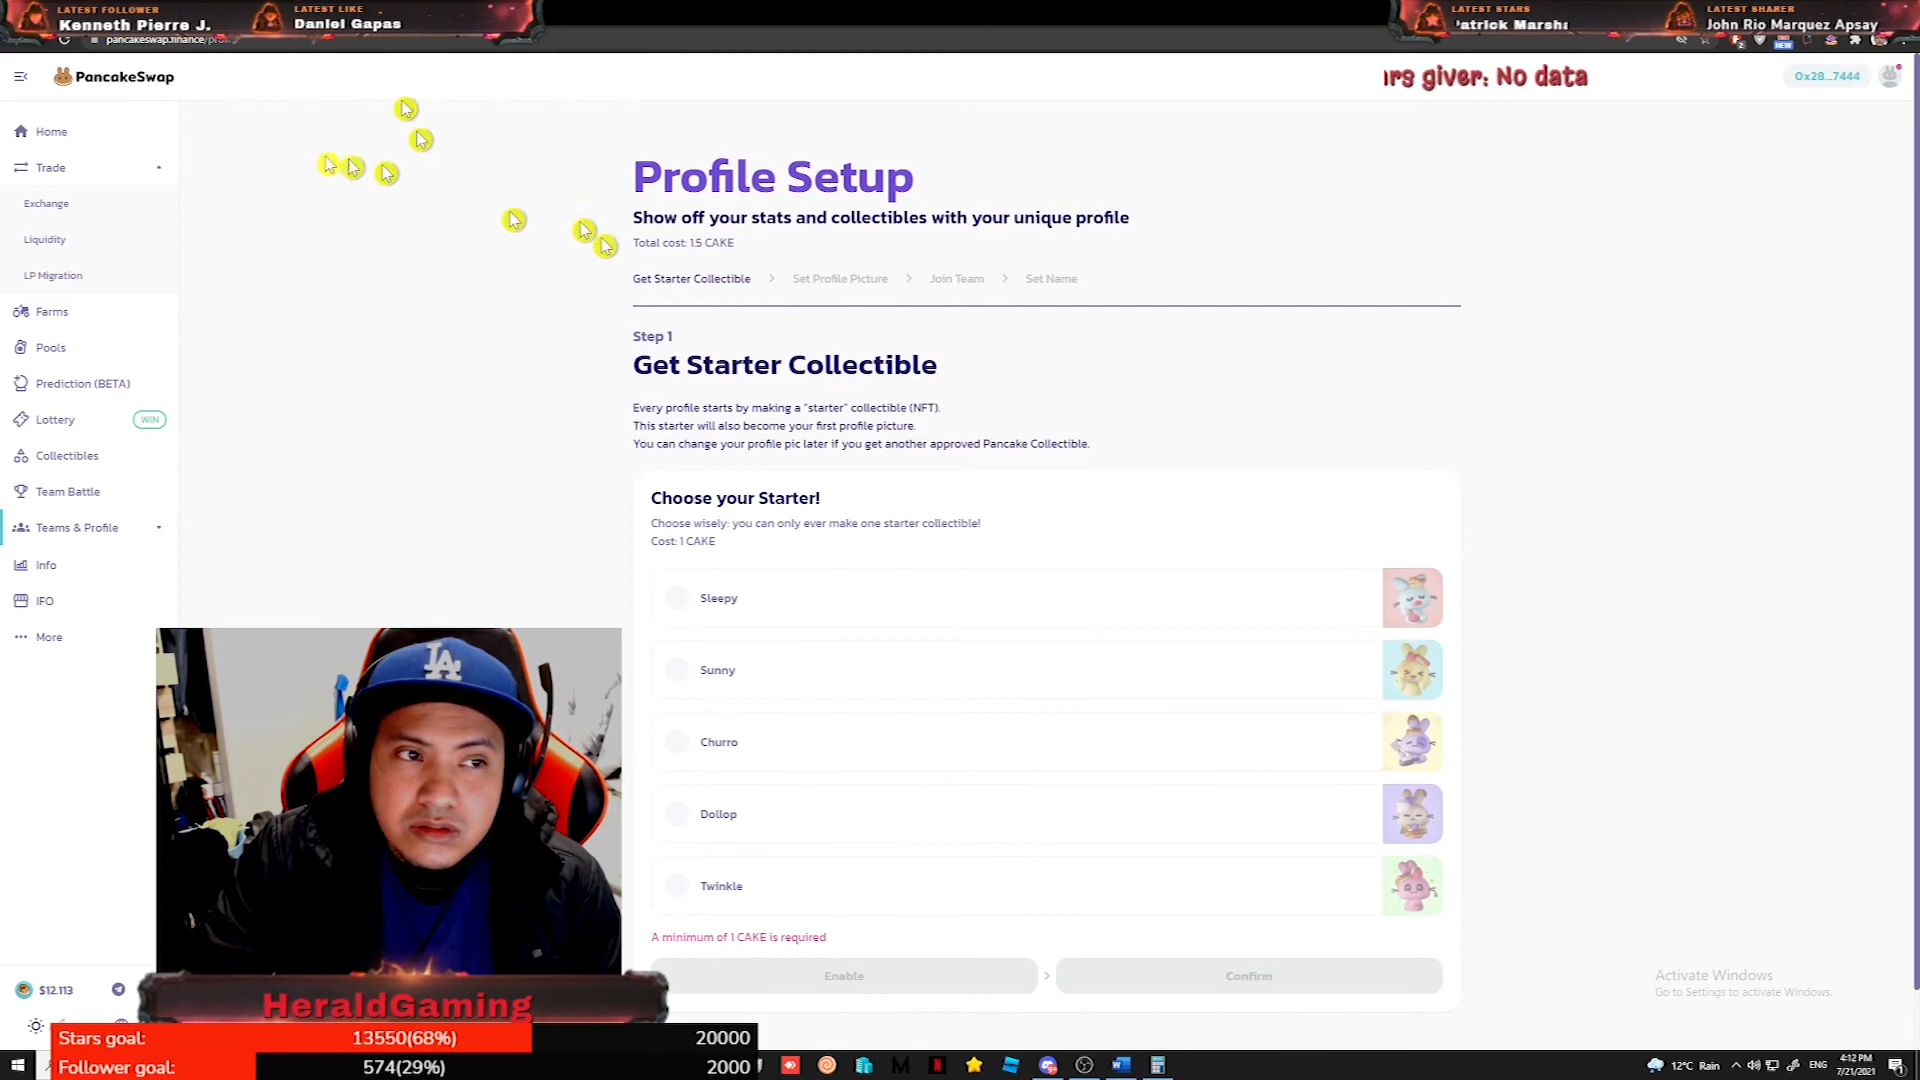 LATEST FOLLOWER
Kenneth Pierre J.
LATEST LIKE
Daniel Gapas
LATEST STARS
Patrick Marsh
LATEST SHARER
John Rio Marquez Apsay
pancakeswap.finance/pro
NEW
PancakeSwap
rs giver: No data
0x28...7444
Home
Trade
Exchange
Liquidity
LP Migration
Farms
Pools
Prediction (BETA)
Lottery
WIN
Collectibles
Team Battle
Teams & Profile
Info
IFO
More
$12.113
Profile Setup
Show off your stats and collectibles with your unique profile
Total cost: 1.5 CAKE
Get Starter Collectible
Set Profile Picture
Join Team
Set Name
Step 1
Get Starter Collectible
Every profile starts by making a "starter" collectible (NFT).
This starter will also become your first profile picture.
You can change your profile pic later if you get another approved Pancake Collectible.
Choose your Starter!
Choose wisely: you can only ever make one starter collectible!
Cost: 1 CAKE
Sleepy
Sunny
Churro
Dollop
Twinkle
A minimum of 1 CAKE is required
Enable
Confirm
Activate Windows
Go to Settings to activate Windows.
LA
HeraldGaming
Stars goal: 13550(68%) 20000
Follower goal: 574(29%) 2000
12°C Rain
ENG
4:12 PM
7/21/2021